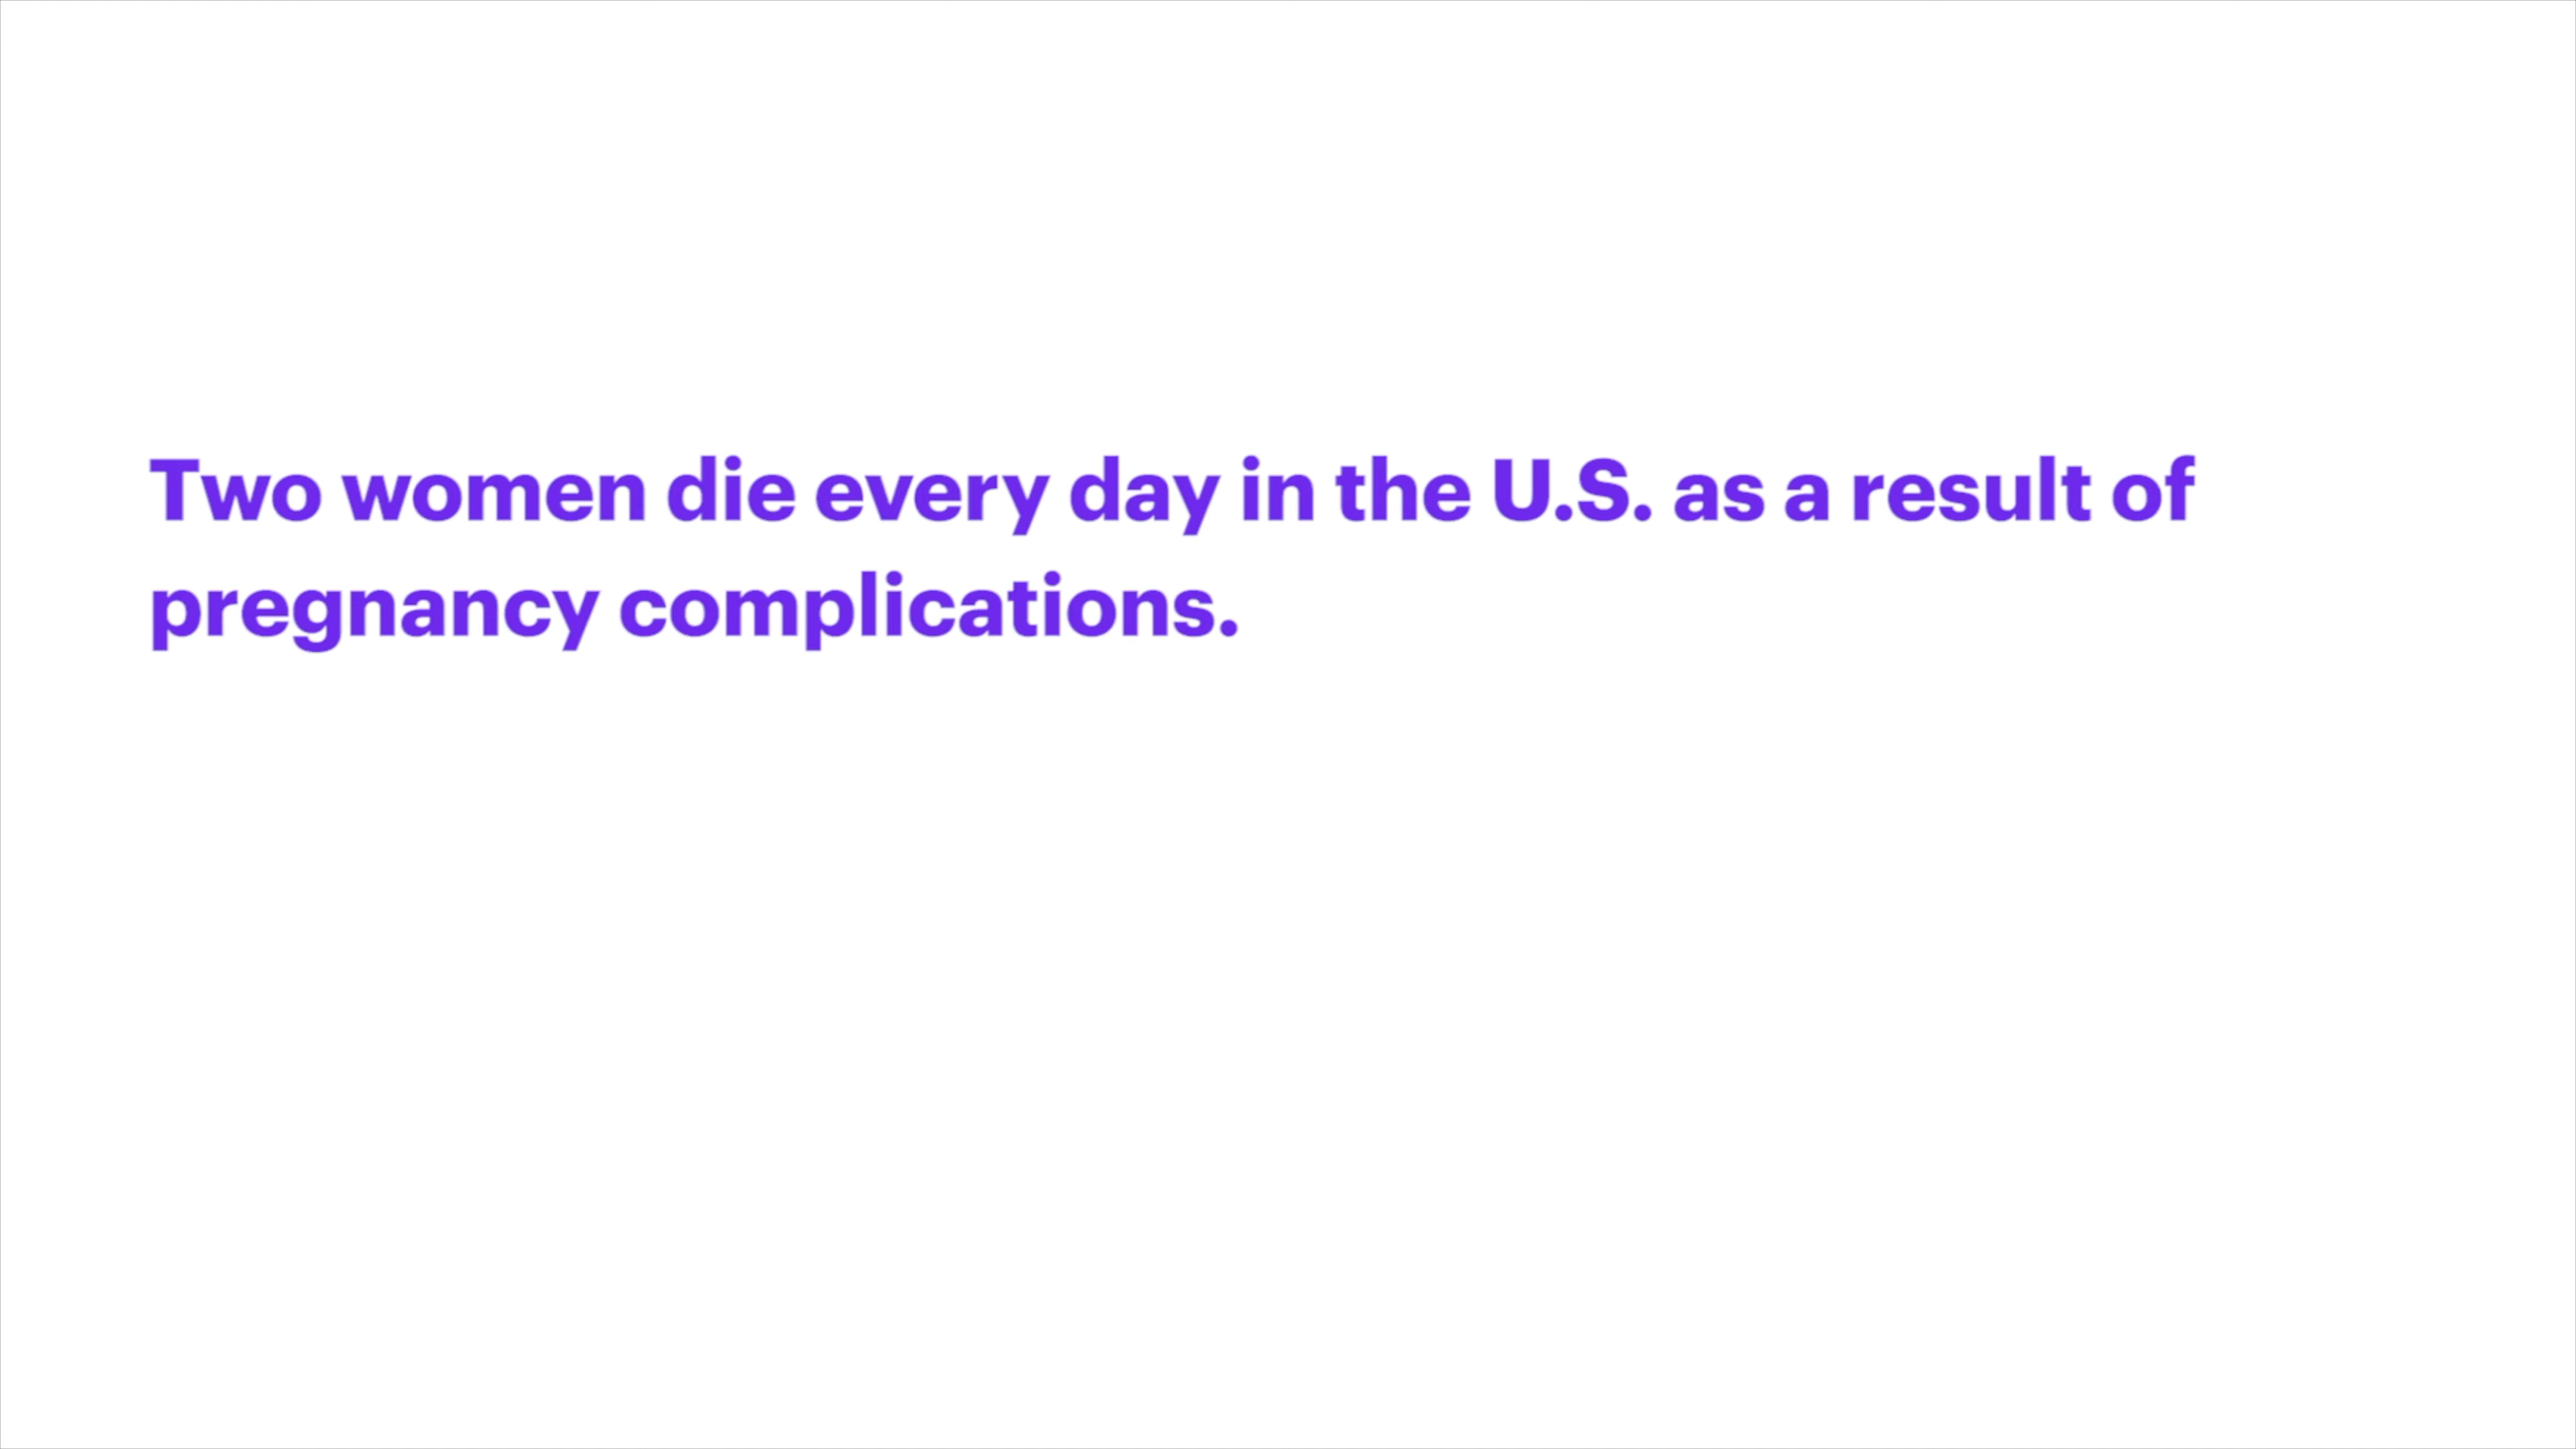 Two women die every day in the U.S. as a result of
pregnancy complications.